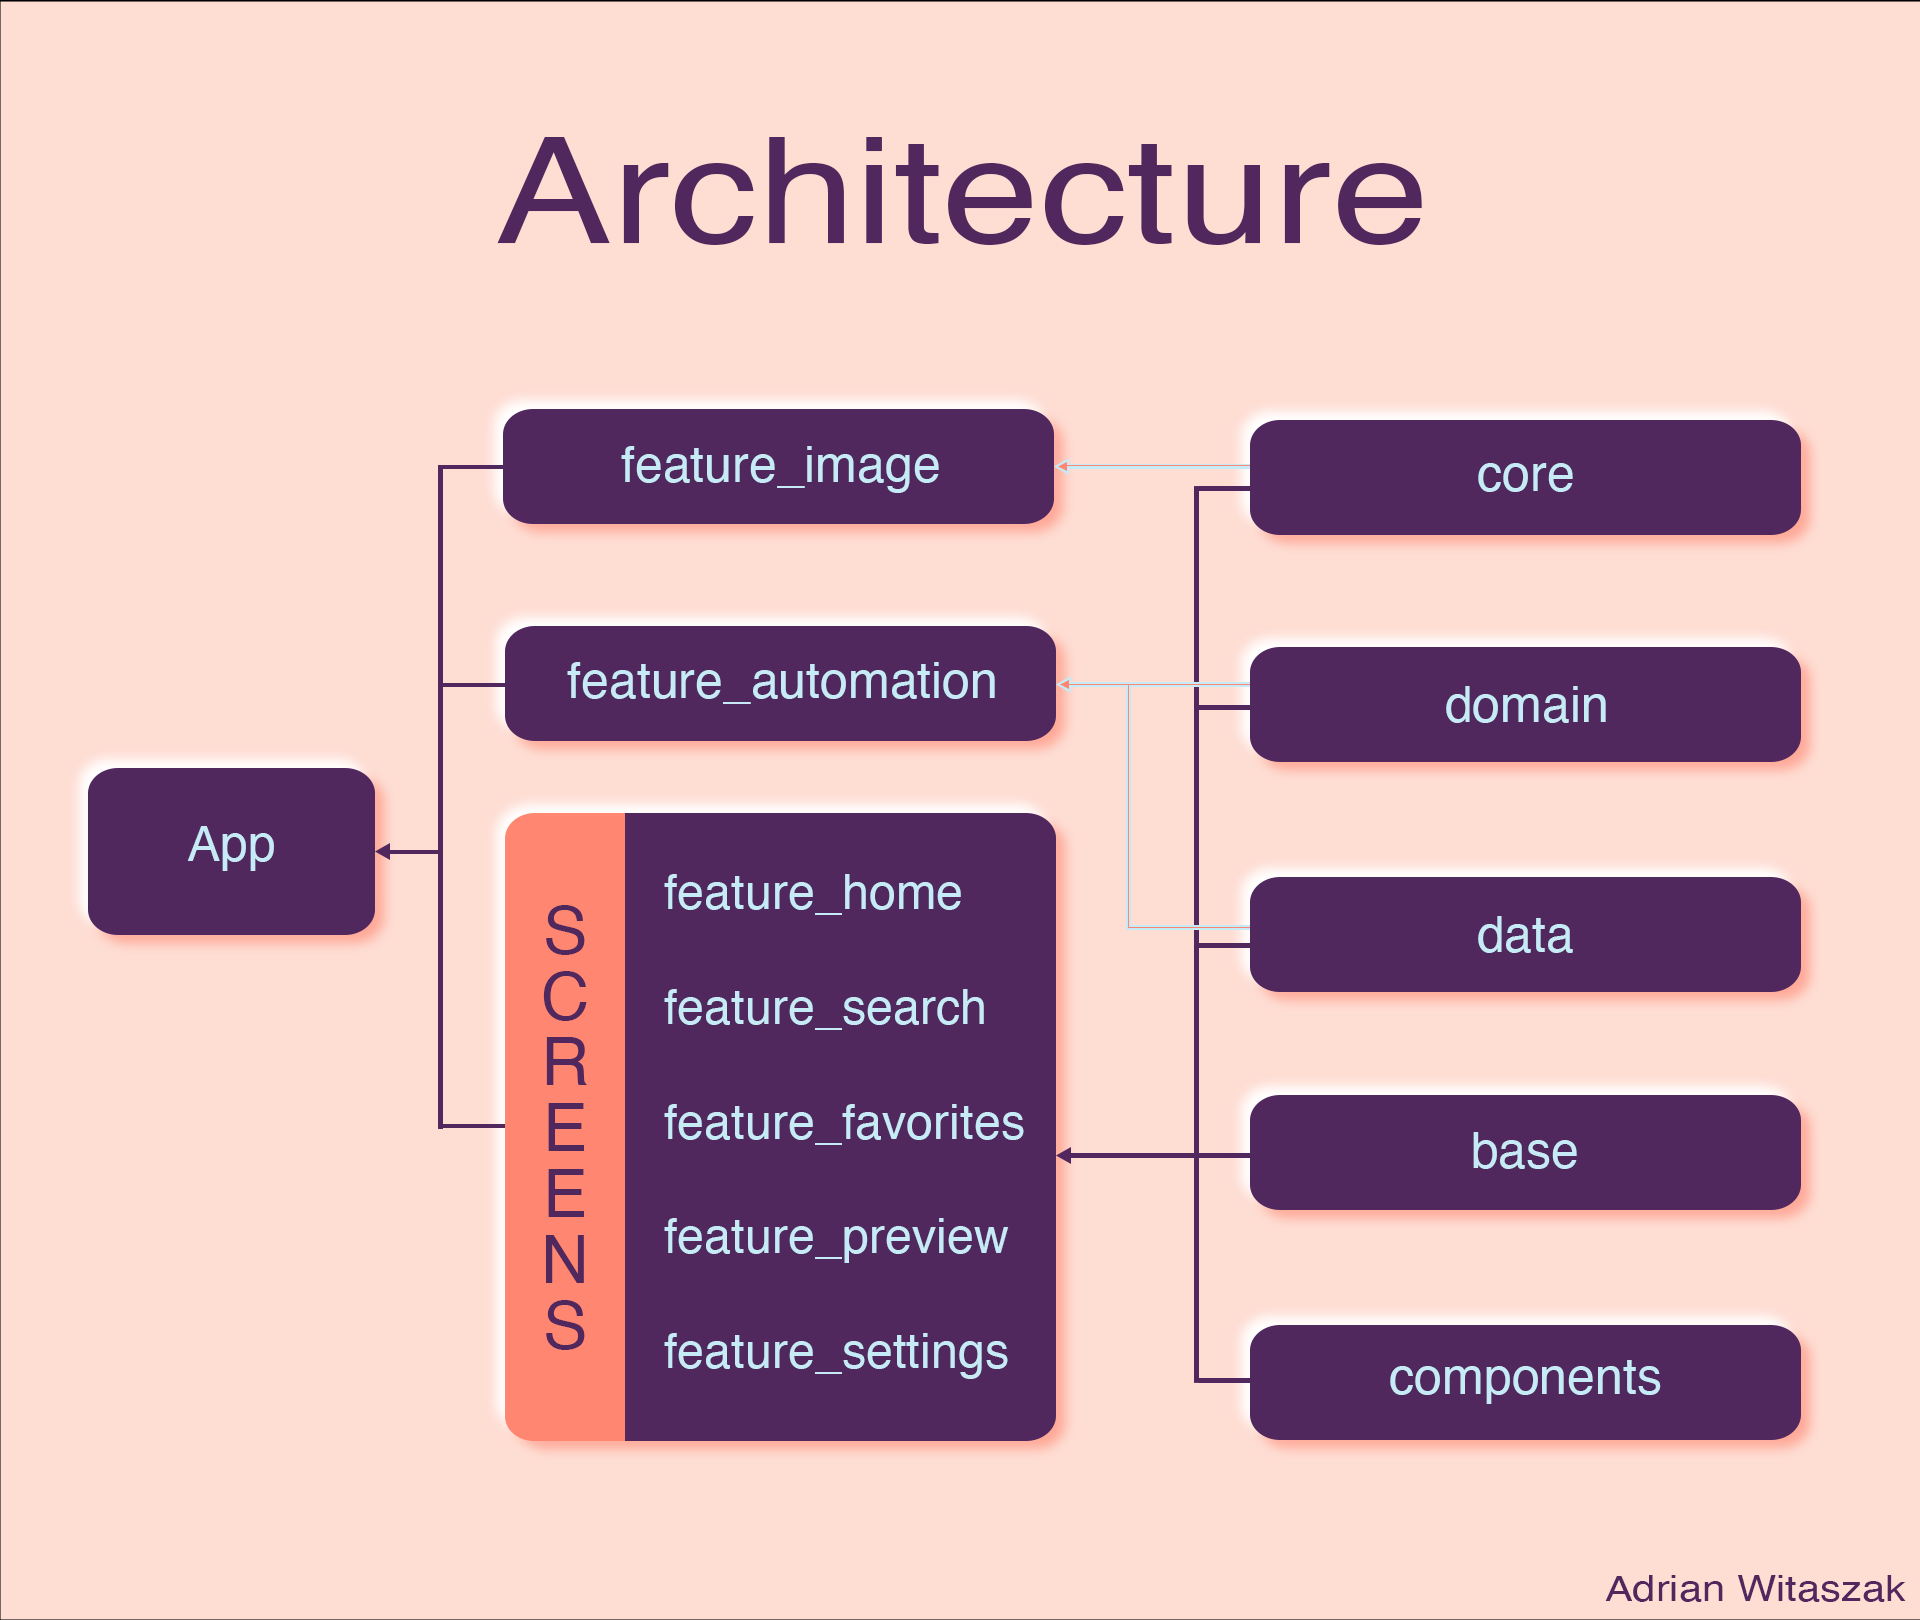 Architecture
feature_image
core
feature_automation
domain
App
SCREENS
feature_home
feature_search
feature_favorites
feature_preview
feature_settings
data
base
components
Adrian Witaszak